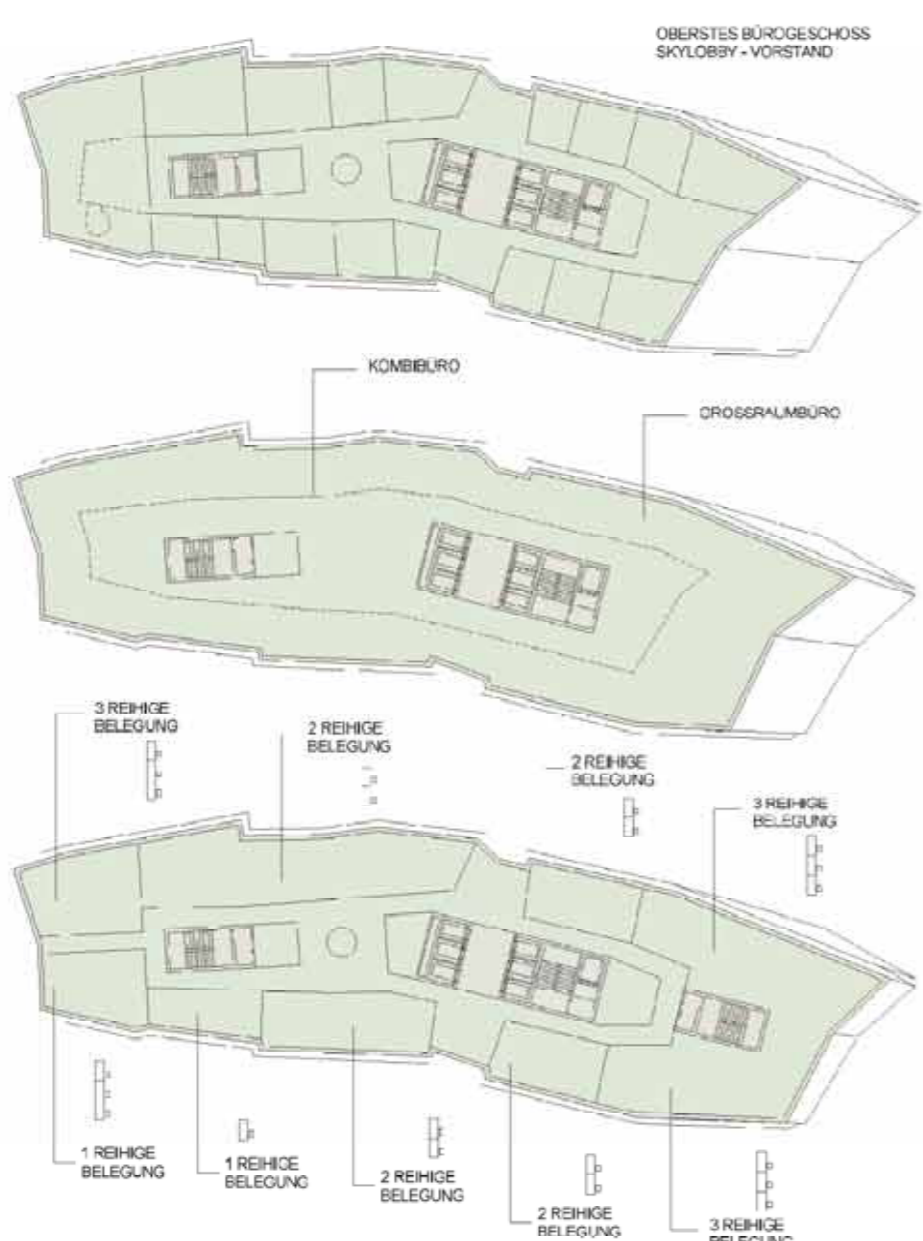 OBERSTES BÜROGESCHOSS
SKYLOBBY - VORSTAND
KOMBIBÜRO
GROSSRAUMBÜRO
3 REIHIGE
BELEGUNG
2 REIHIGE
BELEGUNG
2 REIHIGE
BELEGUNG
3 REIHIGE
BELEGUNG
1 REIHIGE
BELEGUNG
1 REIHIGE
BELEGUNG
2 REIHIGE
BELEGUNG
2 REIHIGE
BELEGUNG
3 REIHIGE
BELEGUNG